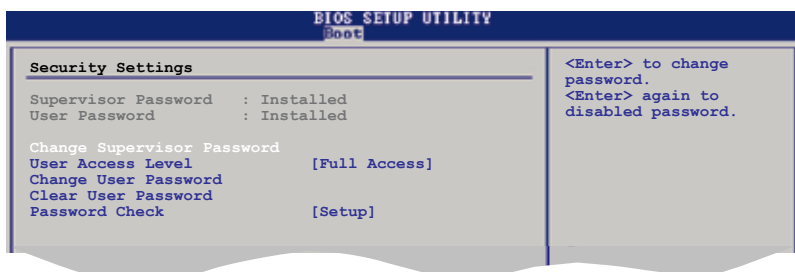 BIOS SETUP UTILITY
Boot
Security Settings
Supervisor Password : Installed
User Password : Installed
Change Supervisor Password
User Access Level [Full Access]
Change User Password
Clear User Password
Password Check [Setup]
<Enter> to change
password.
<Enter> again to
disabled password.